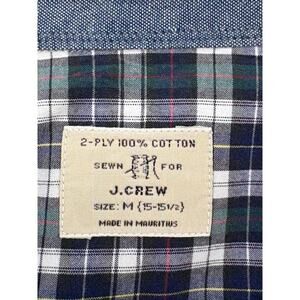 2-PLY 100% COTTON
SEWN FOR
J.CREW
SIZE: M {15-15½}
MADE IN MAURITIUS